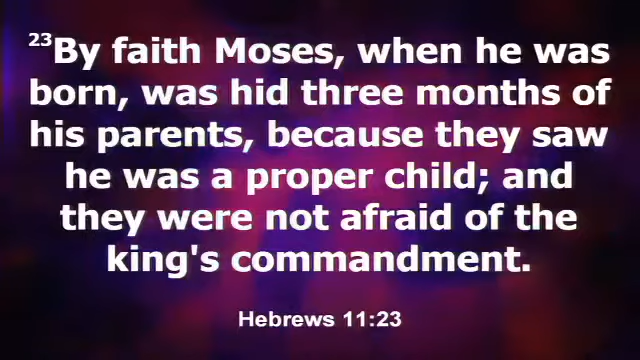 23By faith Moses, when he was
born, was hid three months of
his parents, because they saw
he was a proper child; and
they were not afraid of the
king's commandment.
Hebrews 11:23